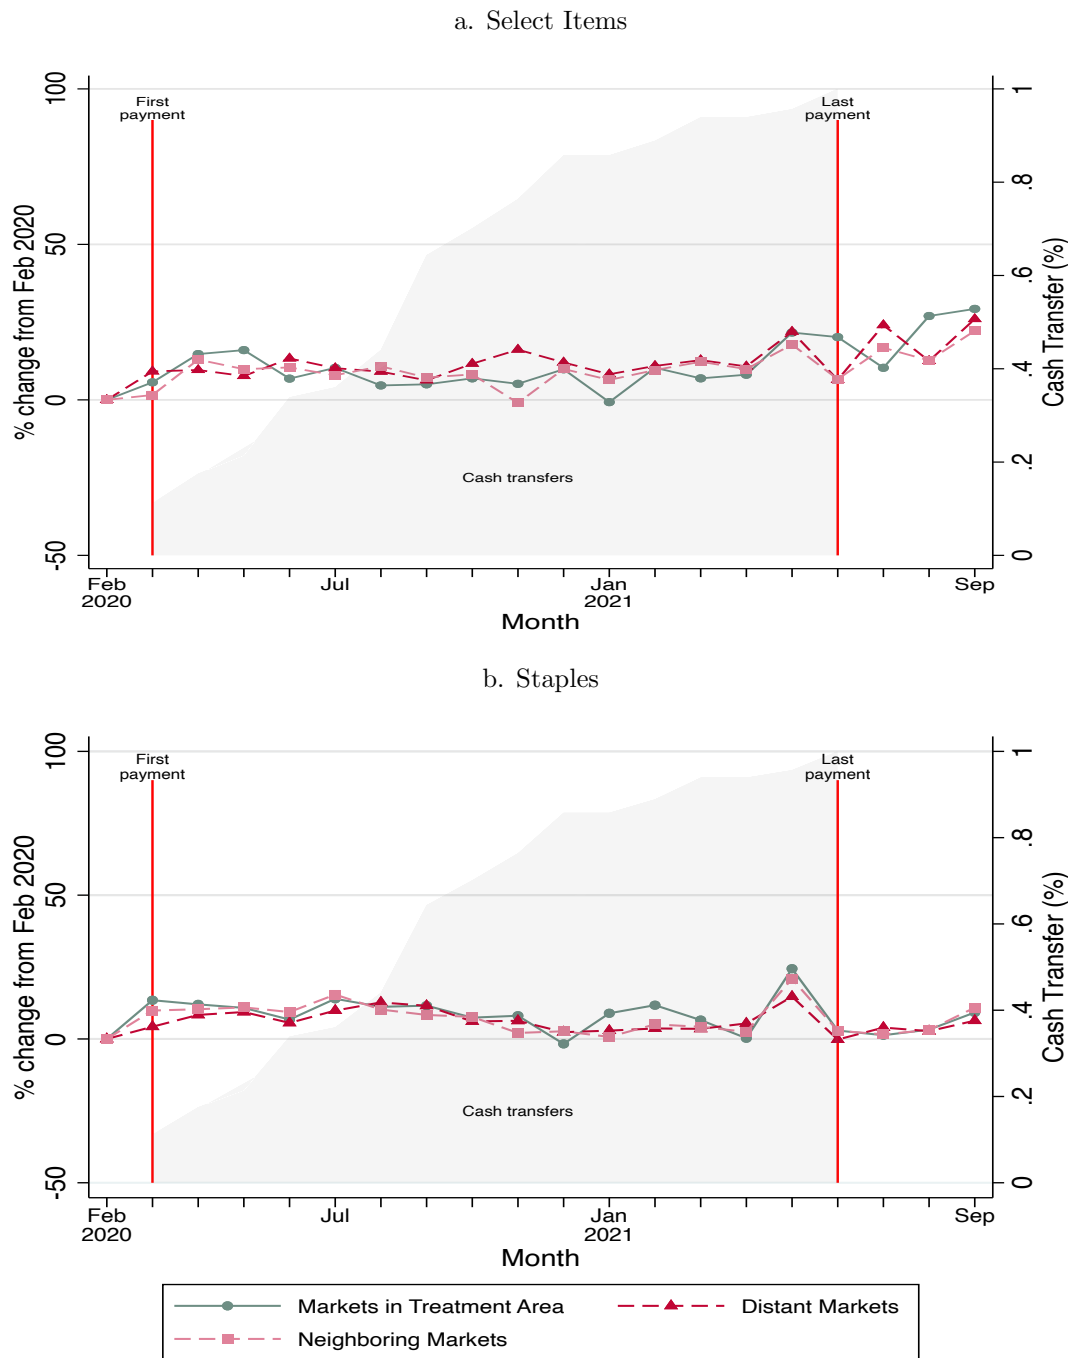 a. Select Items
First
payment
Last
payment
100
50
0
-50
% change from Feb 2020
1
.8
.6
.4
.2
0
Cash Transfer (%)
Cash transfers
Feb
2020
Jul
Jan
2021
Sep
Month
b. Staples
First
payment
Last
payment
100
50
0
-50
% change from Feb 2020
1
.8
.6
.4
.2
0
Cash Transfer (%)
Cash transfers
Feb
2020
Jul
Jan
2021
Sep
Month
Markets in Treatment Area
Distant Markets
Neighboring Markets